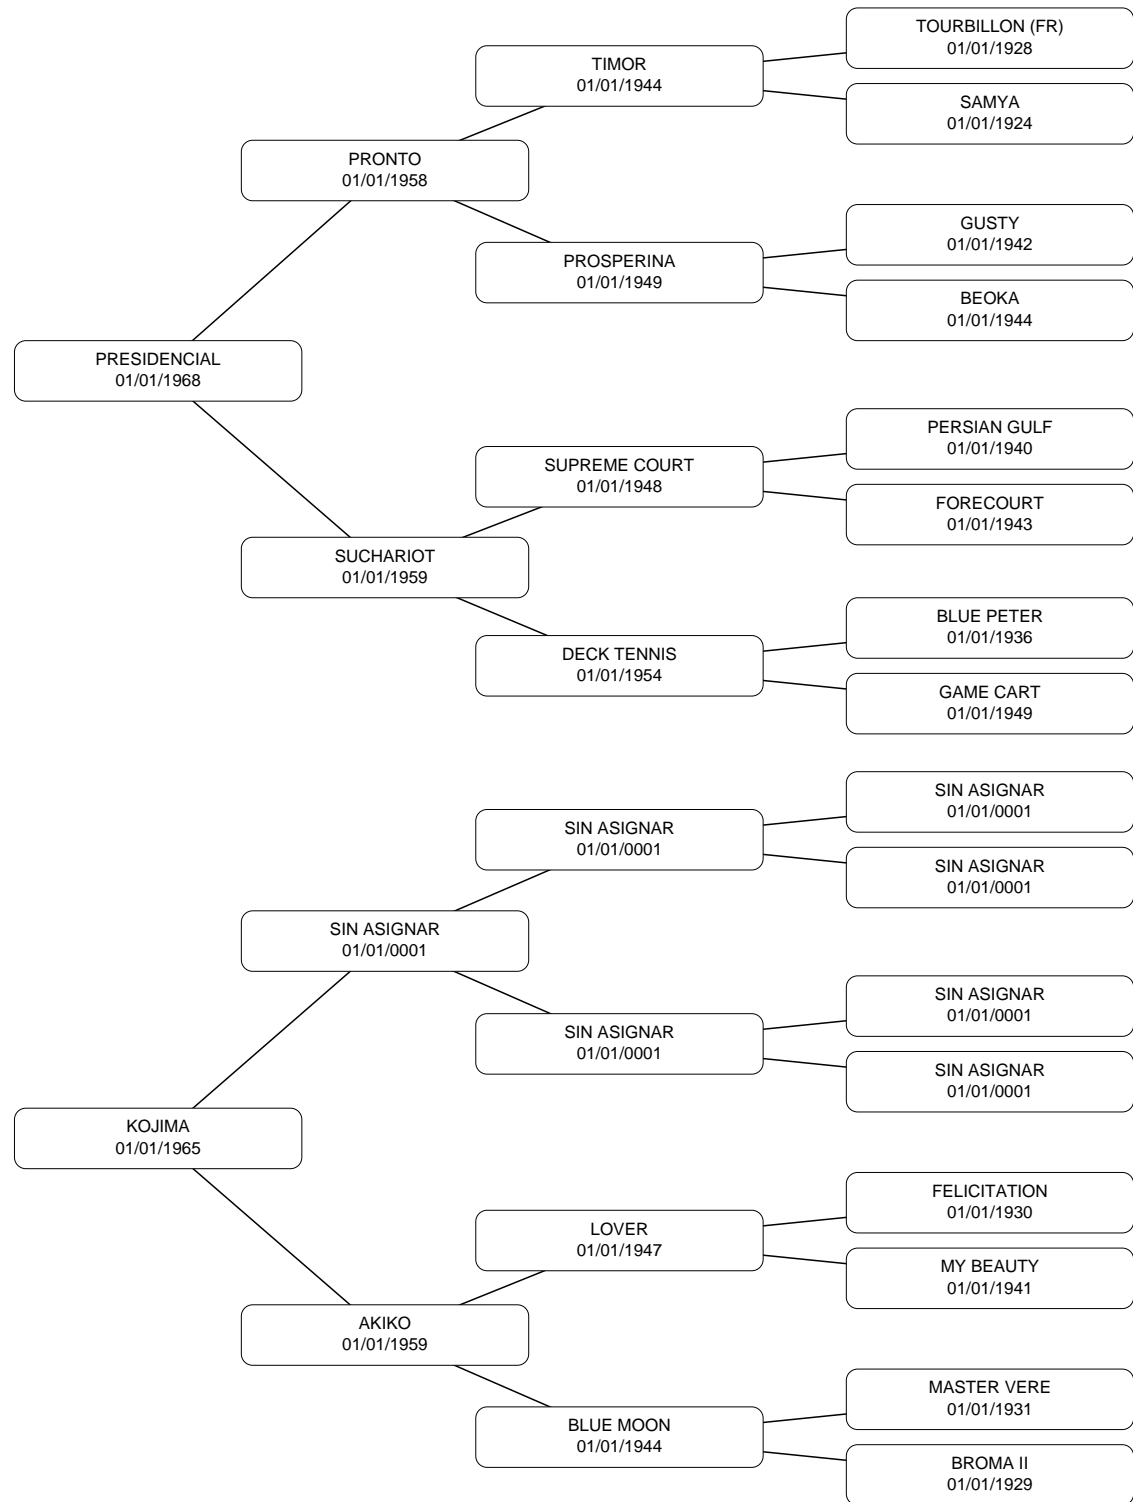 TOURBILLON (FR)
01/01/1928
TIMOR
01/01/1944
SAMYA
01/01/1924
PRONTO
01/01/1958
GUSTY
01/01/1942
PROSPERINA
01/01/1949
BEOKA
01/01/1944
PRESIDENCIAL
01/01/1968
PERSIAN GULF
01/01/1940
SUPREME COURT
01/01/1948
FORECOURT
01/01/1943
SUCHARIOT
01/01/1959
BLUE PETER
01/01/1936
DECK TENNIS
01/01/1954
GAME CART
01/01/1949
SIN ASIGNAR
01/01/0001
SIN ASIGNAR
01/01/0001
SIN ASIGNAR
01/01/0001
SIN ASIGNAR
01/01/0001
SIN ASIGNAR
01/01/0001
SIN ASIGNAR
01/01/0001
SIN ASIGNAR
01/01/0001
KOJIMA
01/01/1965
FELICITATION
01/01/1930
LOVER
01/01/1947
MY BEAUTY
01/01/1941
AKIKO
01/01/1959
MASTER VERE
01/01/1931
BLUE MOON
01/01/1944
BROMA II
01/01/1929